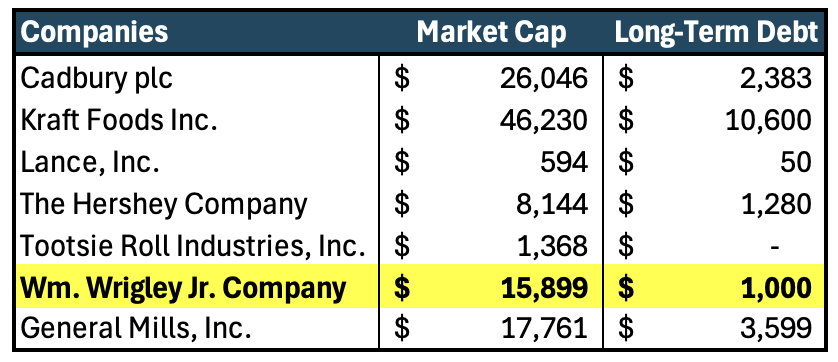 Companies Market Cap Long-Term Debt
Cadbury plc $ 26,046 $ 2,383
Kraft Foods Inc. $ 46,230 $ 10,600
Lance, Inc. $ 594 $ 50
The Hershey Company $ 8,144 $ 1,280
Tootsie Roll Industries, Inc. $ 1,368 $ -
Wm. Wrigley Jr. Company $ 15,899 $ 1,000
General Mills, Inc. $ 17,761 $ 3,599